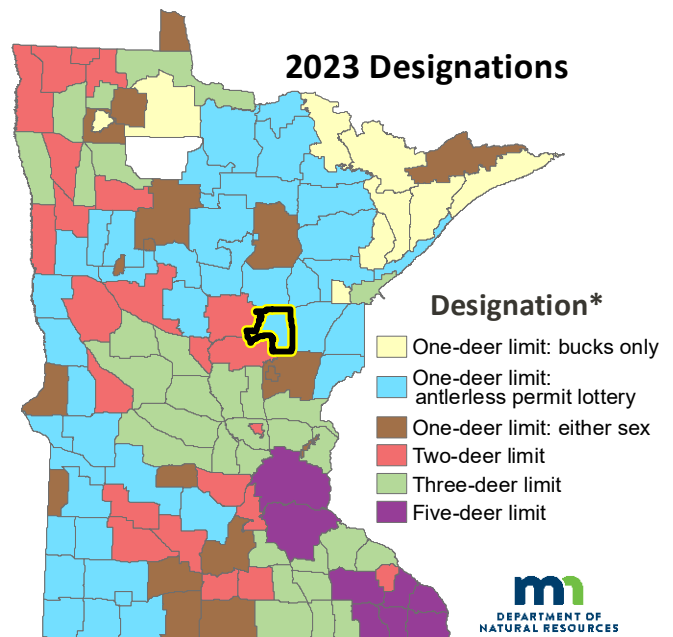 2023 Designations
Designation*
One-deer limit: bucks only
One-deer limit:
antlerless permit lottery
One-deer limit: either sex
Two-deer limit
Three-deer limit
Five-deer limit
mn
DEPARTMENT OF
NATURAL RESOURCES